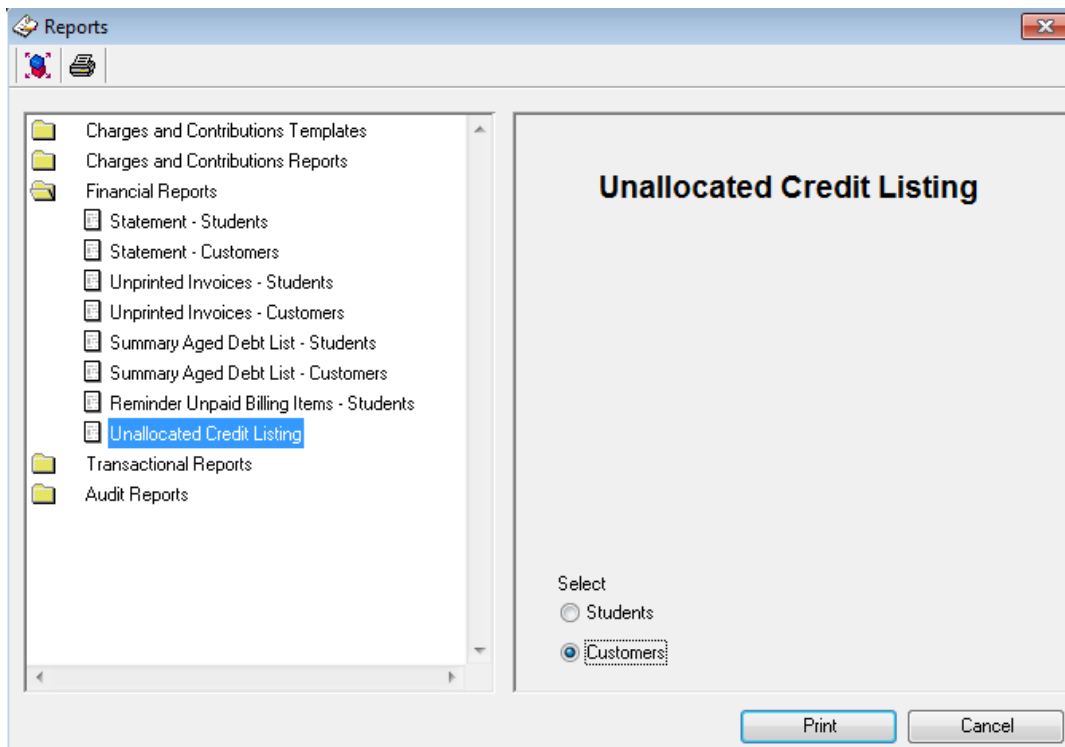 Reports
Charges and Contributions Templates
Charges and Contributions Reports
Financial Reports
Statement - Students
Statement - Customers
Unprinted Invoices - Students
Unprinted Invoices - Customers
Summary Aged Debt List - Students
Summary Aged Debt List - Customers
Reminder Unpaid Billing Items - Students
Unallocated Credit Listing
Transactional Reports
Audit Reports
Unallocated Credit Listing
Select
Students
Customers
Print
Cancel